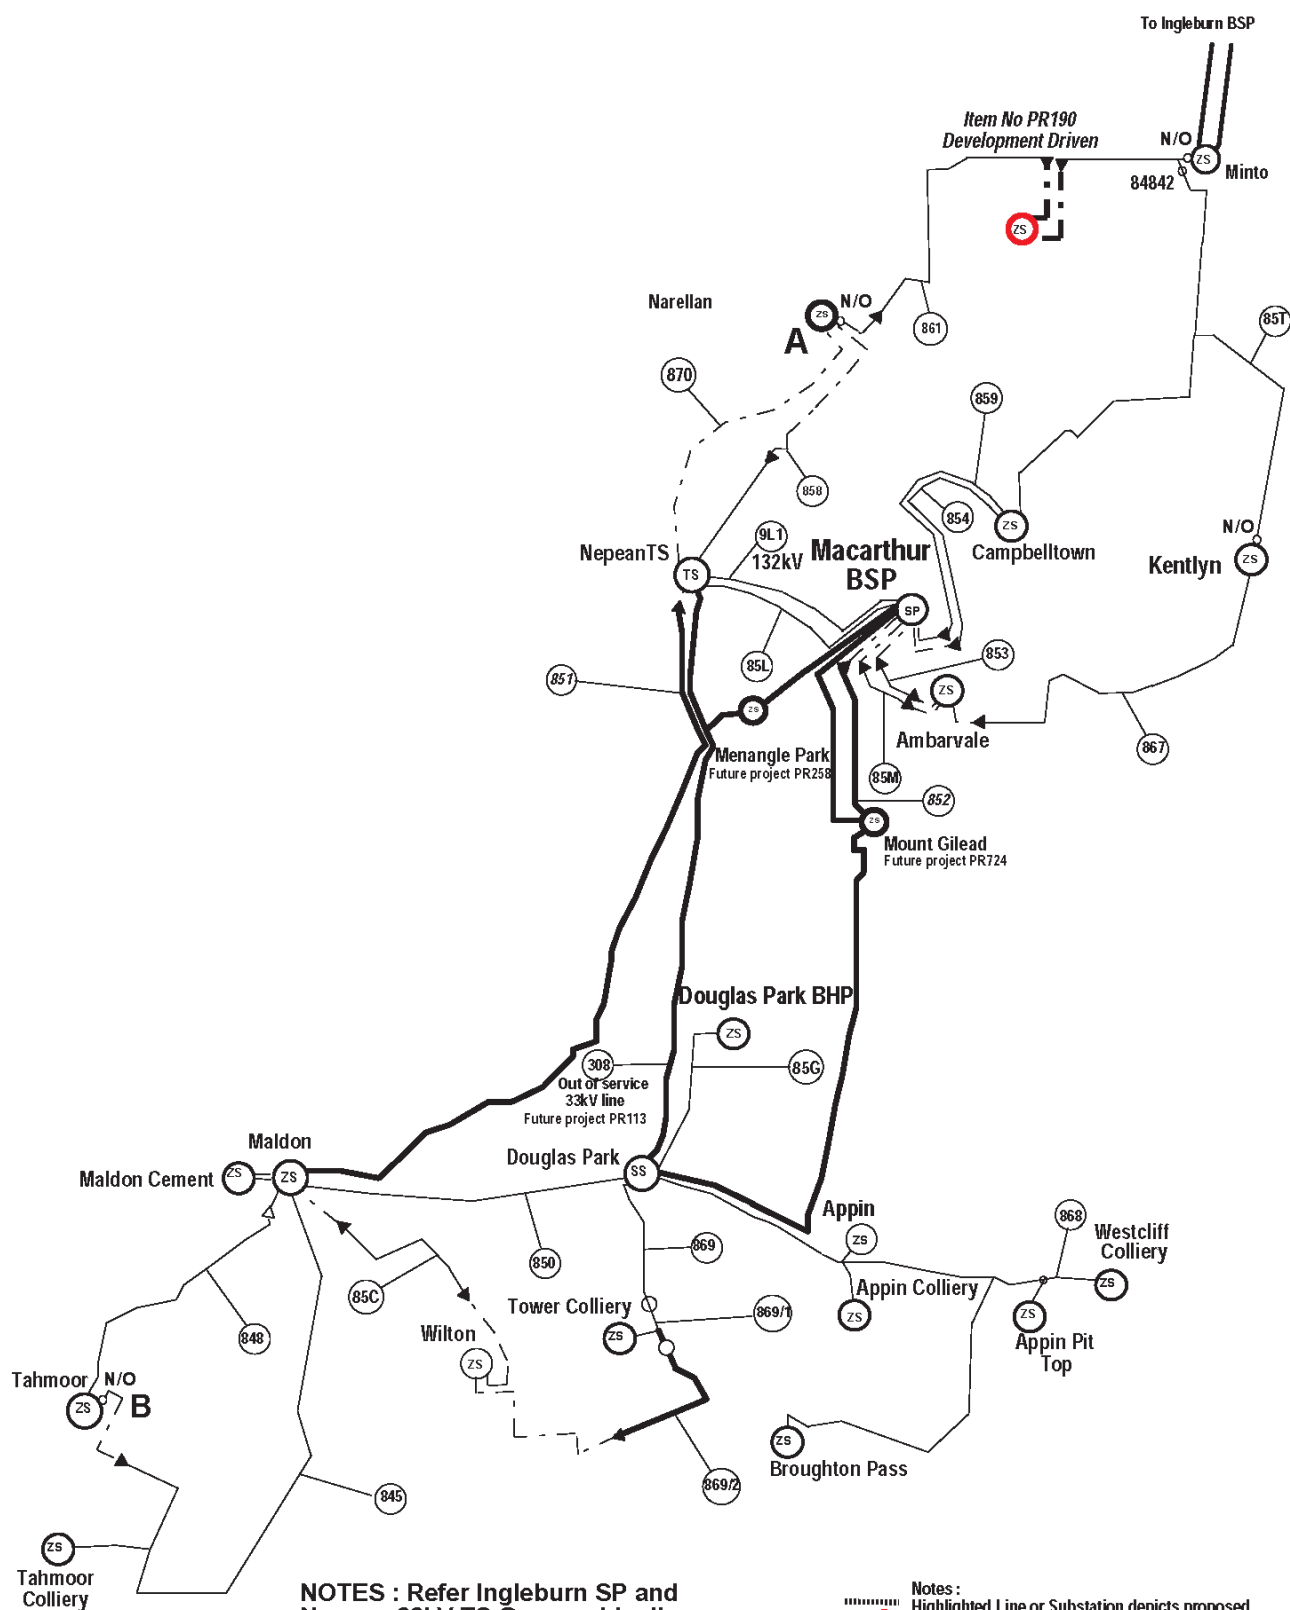 To Ingleburn BSP
Item No PR190
Development Driven
N/O
ZS
Minto
84842
ZS
Narellan
ZS
N/O
A
861
85T
870
859
858
854
ZS
Campbelltown
N/O
Kentlyn
ZS
9L1
132kV
NepeanTS
TS
Macarthur
BSP
SP
85L
853
851
ZS
ZS
Ambarvale
Menangle Park
Future project PR258
85M
867
852
ZS
Mount Gilead
Future project PR724
Douglas Park BHP
ZS
308
Out of service
33kV line
Future project PR113
85G
Maldon
Maldon Cement
ZS
ZS
Douglas Park
SS
Appin
ZS
868
Westcliff
Colliery
ZS
869
850
85C
Tower Colliery
ZS
869/1
Appin Colliery
ZS
ZS
Appin Pit
Top
848
Wilton
ZS
Tahmoor
N/O
ZS
B
ZS
Broughton Pass
869/2
845
ZS
Tahmoor
Colliery
NOTES : Refer Ingleburn SP and
Notes :
Highlighted Line or Substation depicts proposed